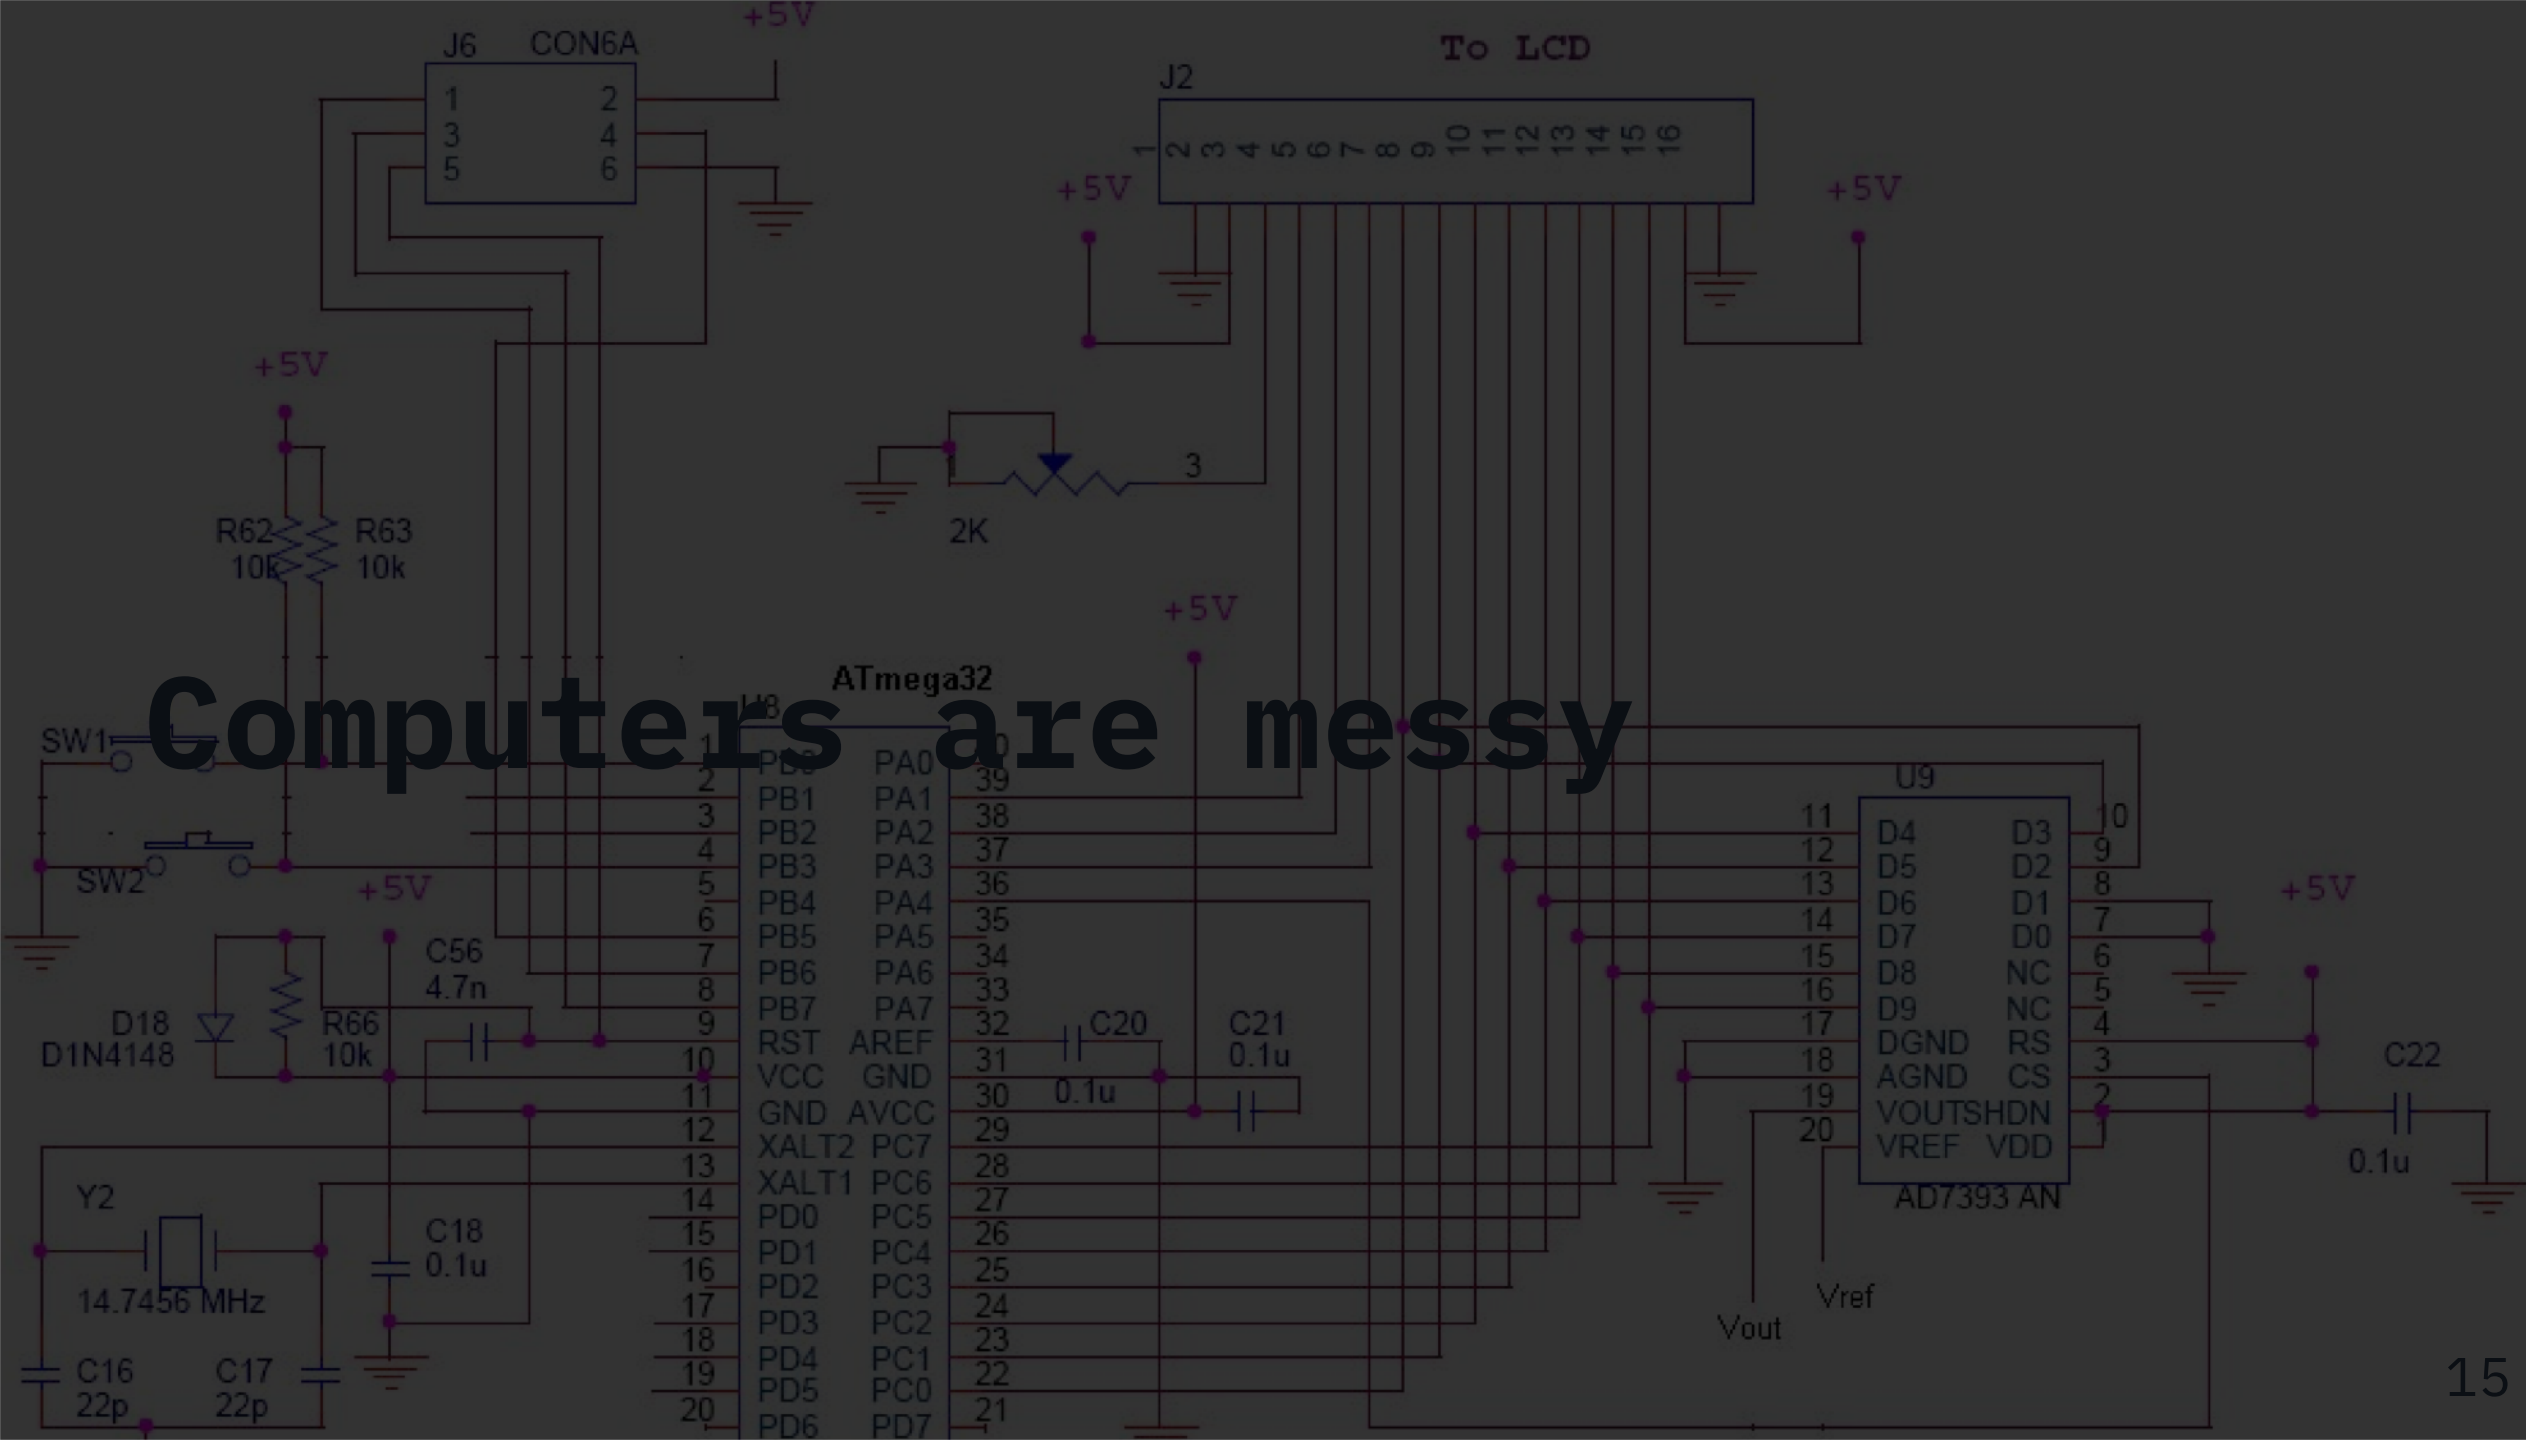 +5V
J6 CON6A
To LCD
J2
1 2
3 4
5 6
1 2 3 4 5 6 7 8 9 10 11 12 13 14 15 16
+5V
+5V
+5V
3
2K
R62
10k
R63
10k
+5V
ATmega32
U8
Computers are messy
SW1
SW2
+5V
C56
4.7n
D18
D1N4148
R66
10k
Y2
14.7456 MHz
C18
0.1u
C16
22p
C17
22p
1 PB0 PA0
2 PB1 PA1 39
3 PB2 PA2 38
4 PB3 PA3 37
5 PB4 PA4 36
6 PB5 PA5 35
7 PB6 PA6 34
8 PB7 PA7 33
9 RST AREF 32
10 VCC GND 31
11 GND AVCC 30
12 XALT2 PC7 29
13 XALT1 PC6 28
14 PD0 PC5 27
15 PD1 PC4 26
16 PD2 PC3 25
17 PD3 PC2 24
18 PD4 PC1 23
19 PD5 PC0 22
20 PD6 PD7 21
C20
0.1u
C21
0.1u
U9
11 D4 D3 10
12 D5 D2 9
13 D6 D1 8
14 D7 D0 7
15 D8 NC 6
16 D9 NC 5
17 DGND RS 4
18 AGND CS 3
19 VOUT SHDN 2
20 VREF VDD 1
AD7393 AN
+5V
C22
0.1u
Vout
Vref
15